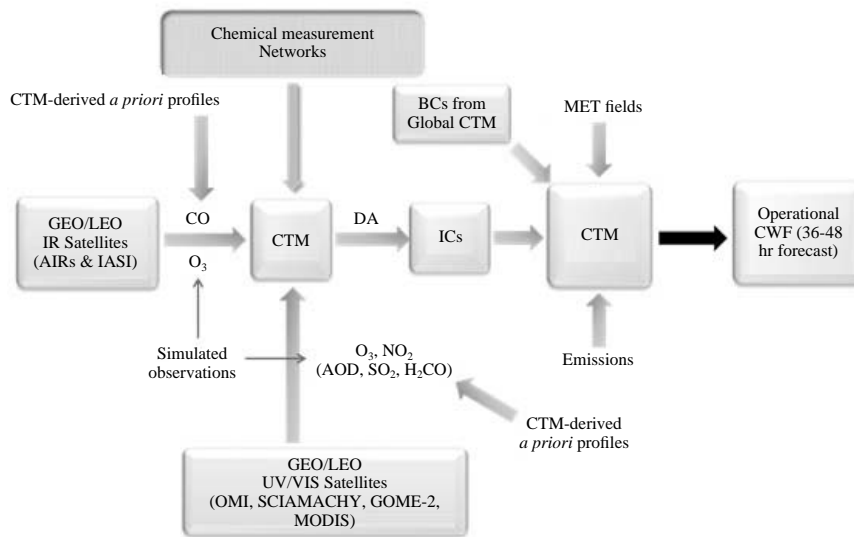 Chemical measurement
Networks
CTM-derived a priori profiles
BCs from
Global CTM
MET fields
GEO/LEO
IR Satellites
(AIRs & IASI)
CO
O₃
CTM
DA
ICs
CTM
Operational
CWF (36-48
hr forecast)
Simulated
observations
O₃, NO₂
(AOD, SO₂, H₂CO)
Emissions
CTM-derived
a priori profiles
GEO/LEO
UV/VIS Satellites
(OMI, SCIAMACHY, GOME-2,
MODIS)